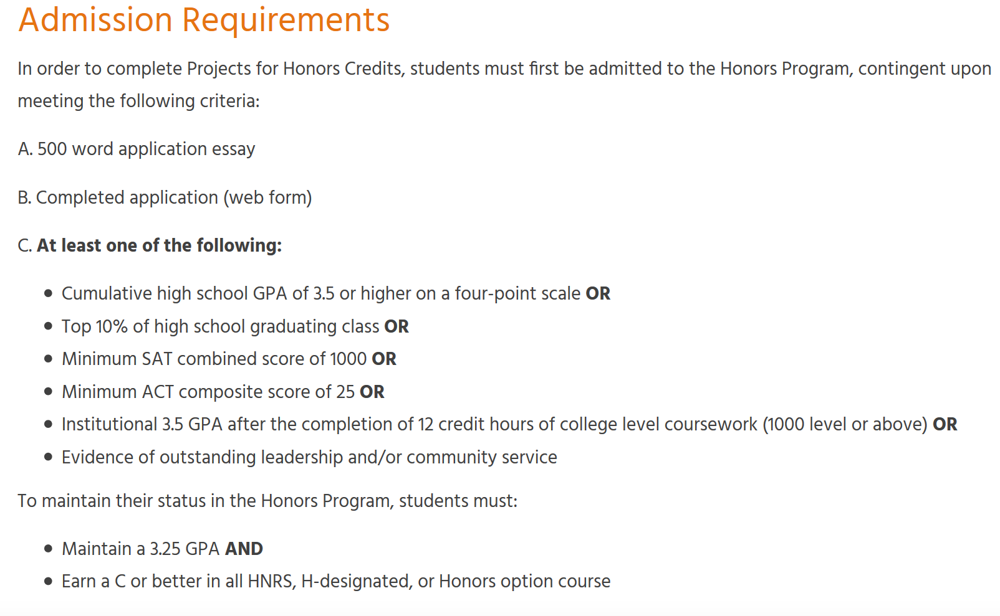 Admission Requirements
In order to complete Projects for Honors Credits, students must first be admitted to the Honors Program, contingent upon
meeting the following criteria:
A. 500 word application essay
B. Completed application (web form)
C. At least one of the following:
• Cumulative high school GPA of 3.5 or higher on a four-point scale OR
• Top 10% of high school graduating class OR
• Minimum SAT combined score of 1000 OR
• Minimum ACT composite score of 25 OR
• Institutional 3.5 GPA after the completion of 12 credit hours of college level coursework (1000 level or above) OR
• Evidence of outstanding leadership and/or community service
To maintain their status in the Honors Program, students must:
• Maintain a 3.25 GPA AND
• Earn a C or better in all HNRS, H-designated, or Honors option course